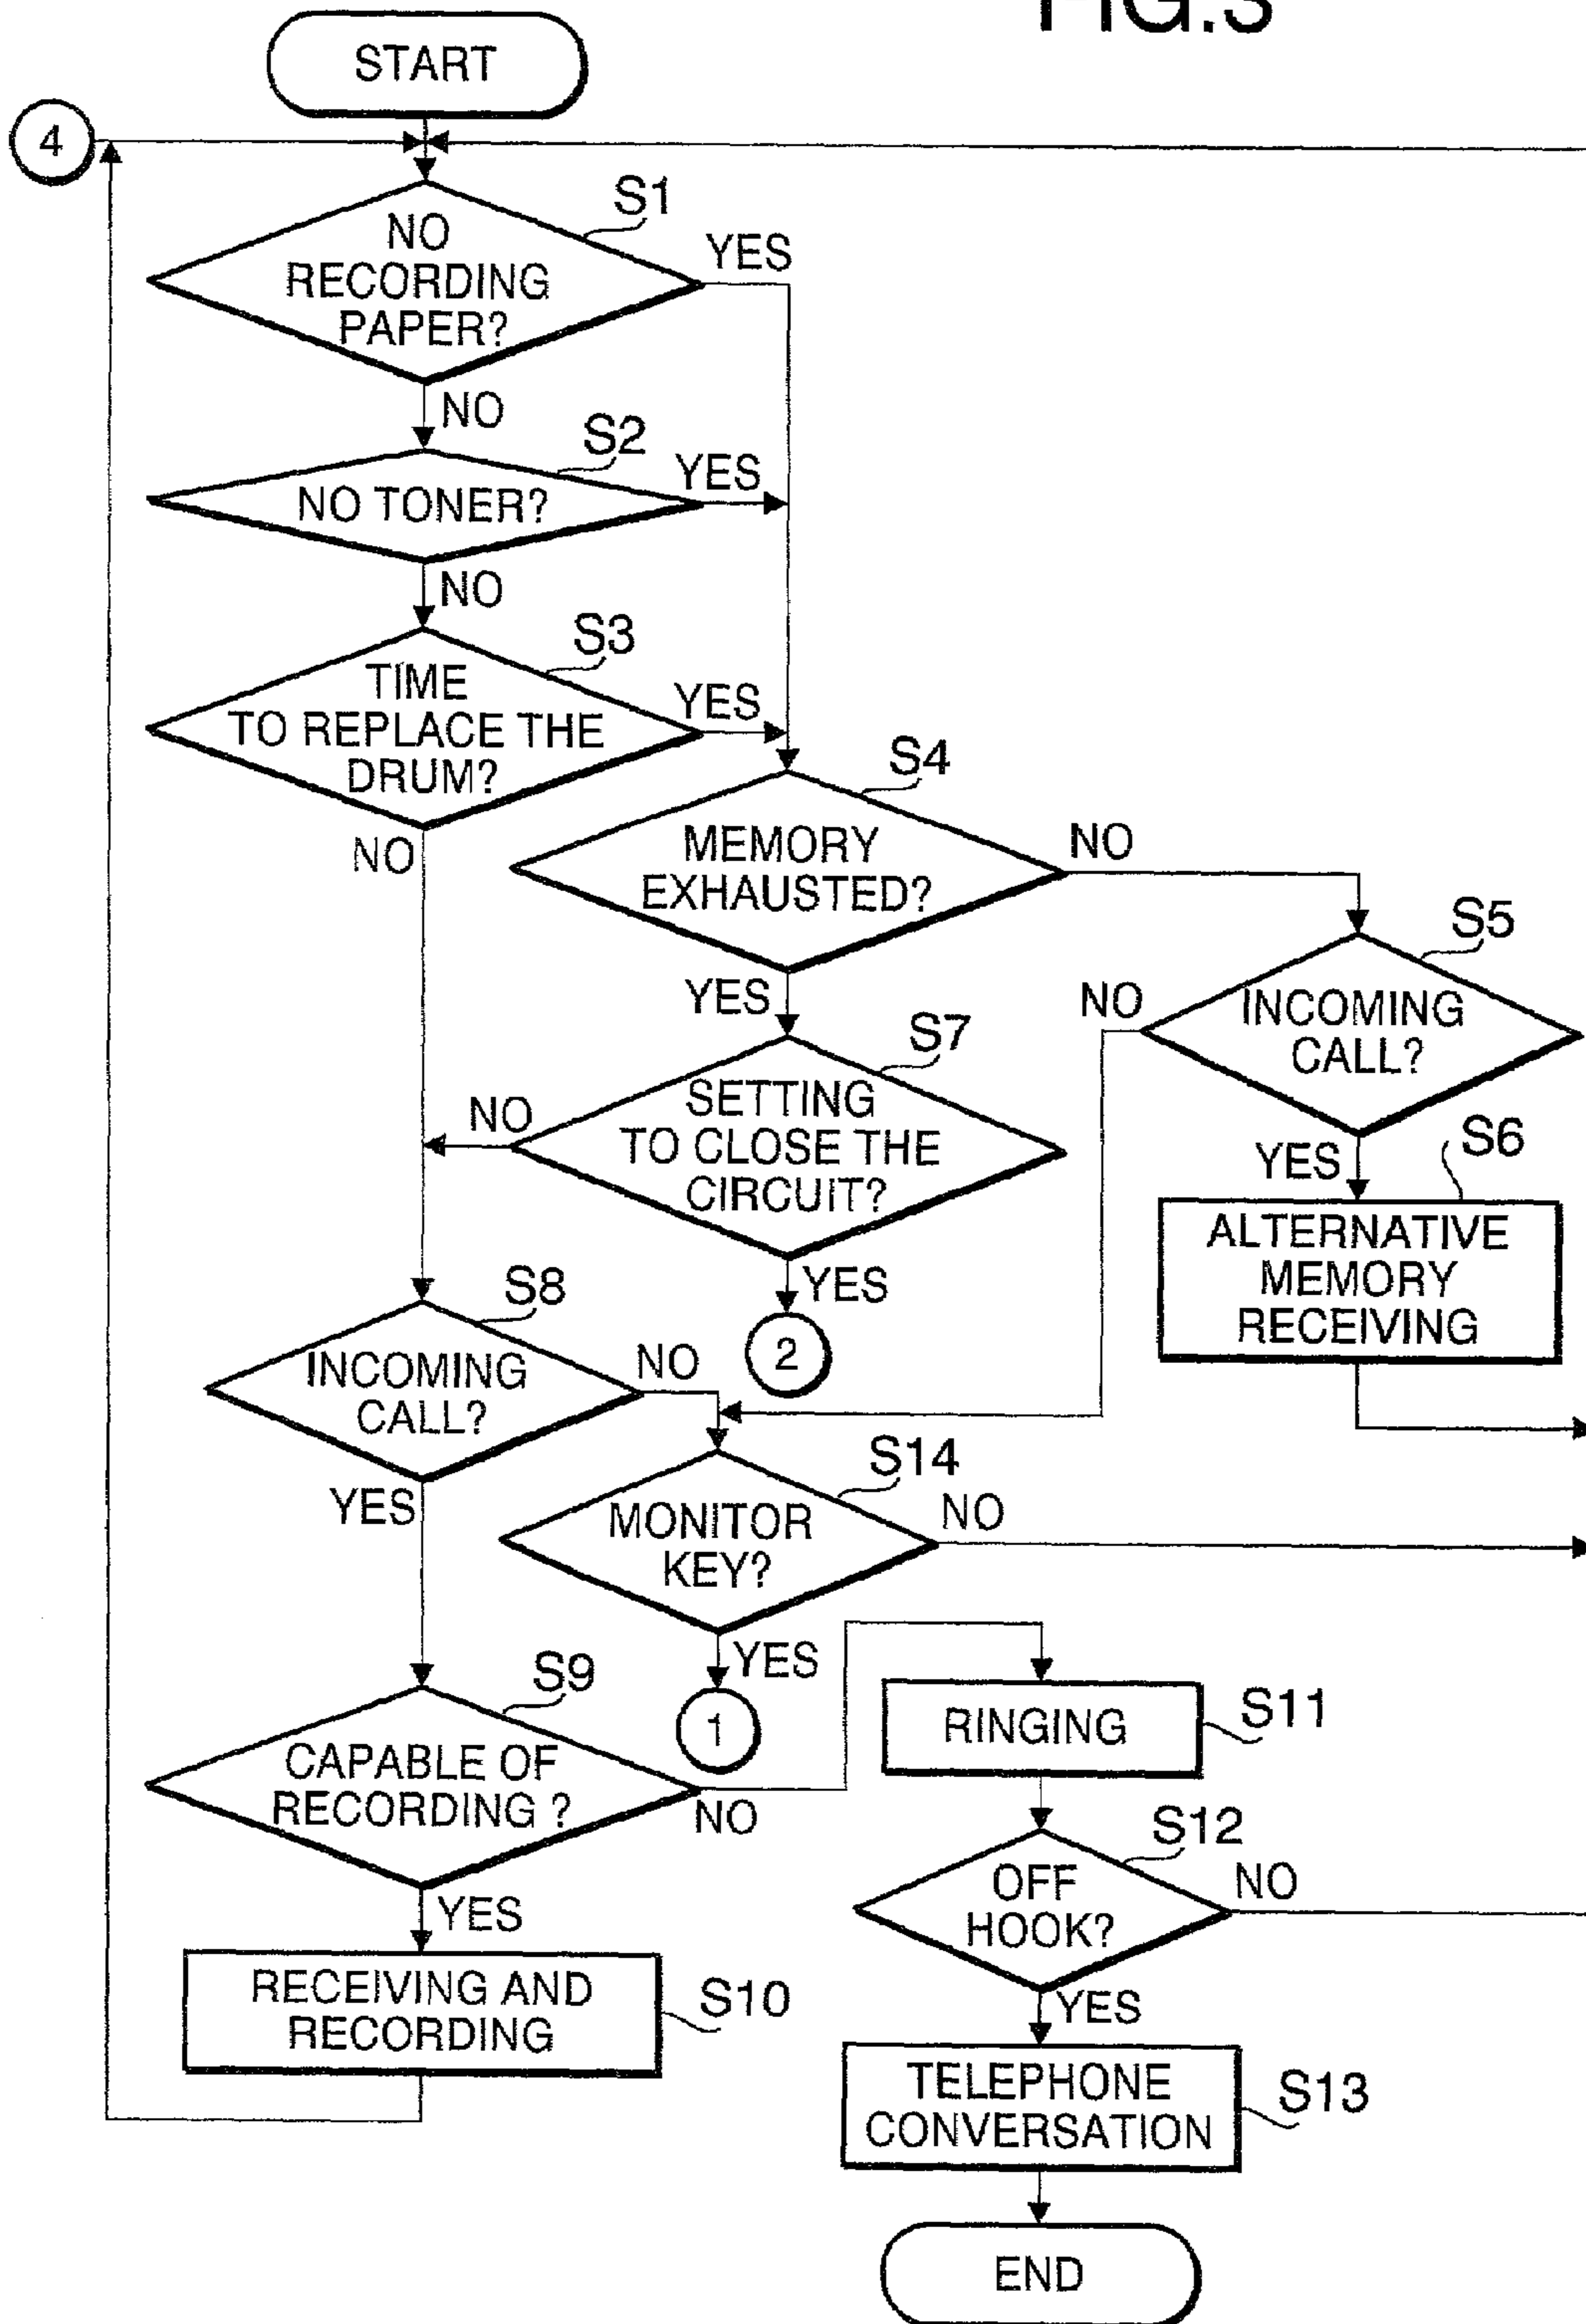 FIG.3
START
4
S1
NO
RECORDING
PAPER?
YES
NO
S2
NO TONER?
YES
NO
S3
TIME
TO REPLACE THE
DRUM?
YES
NO
S4
MEMORY
EXHAUSTED?
NO
YES
S5
INCOMING
CALL?
NO
YES
S6
ALTERNATIVE
MEMORY
RECEIVING
S7
SETTING
TO CLOSE THE
CIRCUIT?
NO
YES
2
S8
INCOMING
CALL?
NO
YES
S14
MONITOR
KEY?
NO
YES
1
S9
CAPABLE OF
RECORDING ?
NO
YES
S10
RECEIVING AND
RECORDING
RINGING
S11
S12
OFF
HOOK?
NO
YES
TELEPHONE
CONVERSATION
S13
END